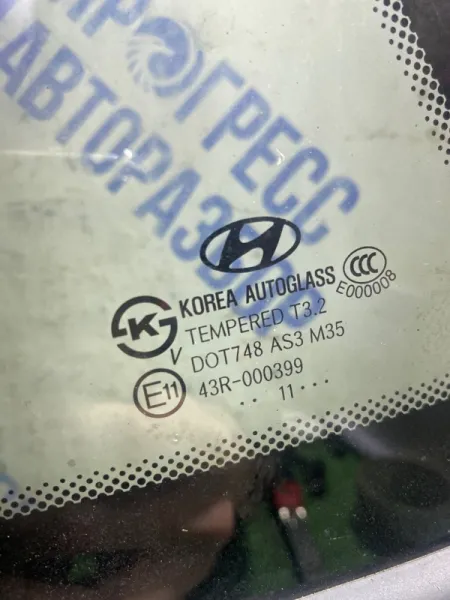 ПРОГРЕСС
АВТОРАЗБОР
KOREA AUTOGLASS
CCC
E000008
K
TEMPERED T3.2
V
DOT748 AS3 M35
E11
43R-000399
.. 11 ...